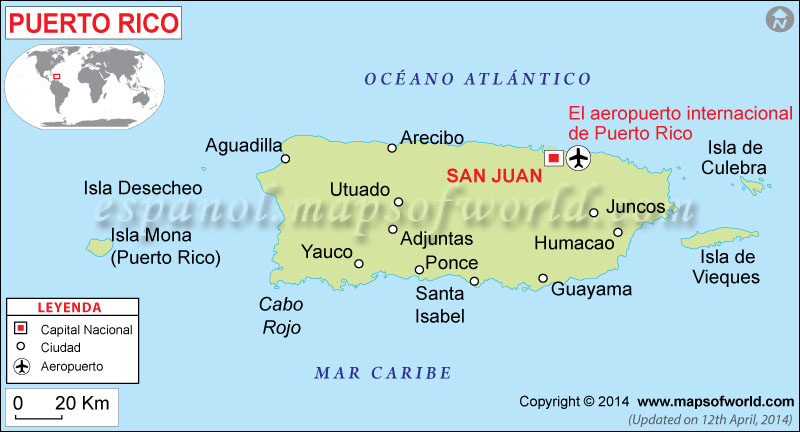 PUERTO RICO
OCÉANO ATLÁNTICO
El aeropuerto internacional
de Puerto Rico
Aguadilla
Arecibo
SAN JUAN
Isla de
Culebra
Isla Desecheo
Utuado
Juncos
espanol.mapsofworld.com
Isla Mona
(Puerto Rico)
Adjuntas
Humacao
Yauco
Ponce
Isla de
Vieques
Cabo
Rojo
Santa
Isabel
Guayama
LEYENDA
Capital Nacional
Ciudad
Aeropuerto
MAR CARIBE
0 20 Km
Copyright © 2014 www.mapsofworld.com
(Updated on 12th April, 2014)
N